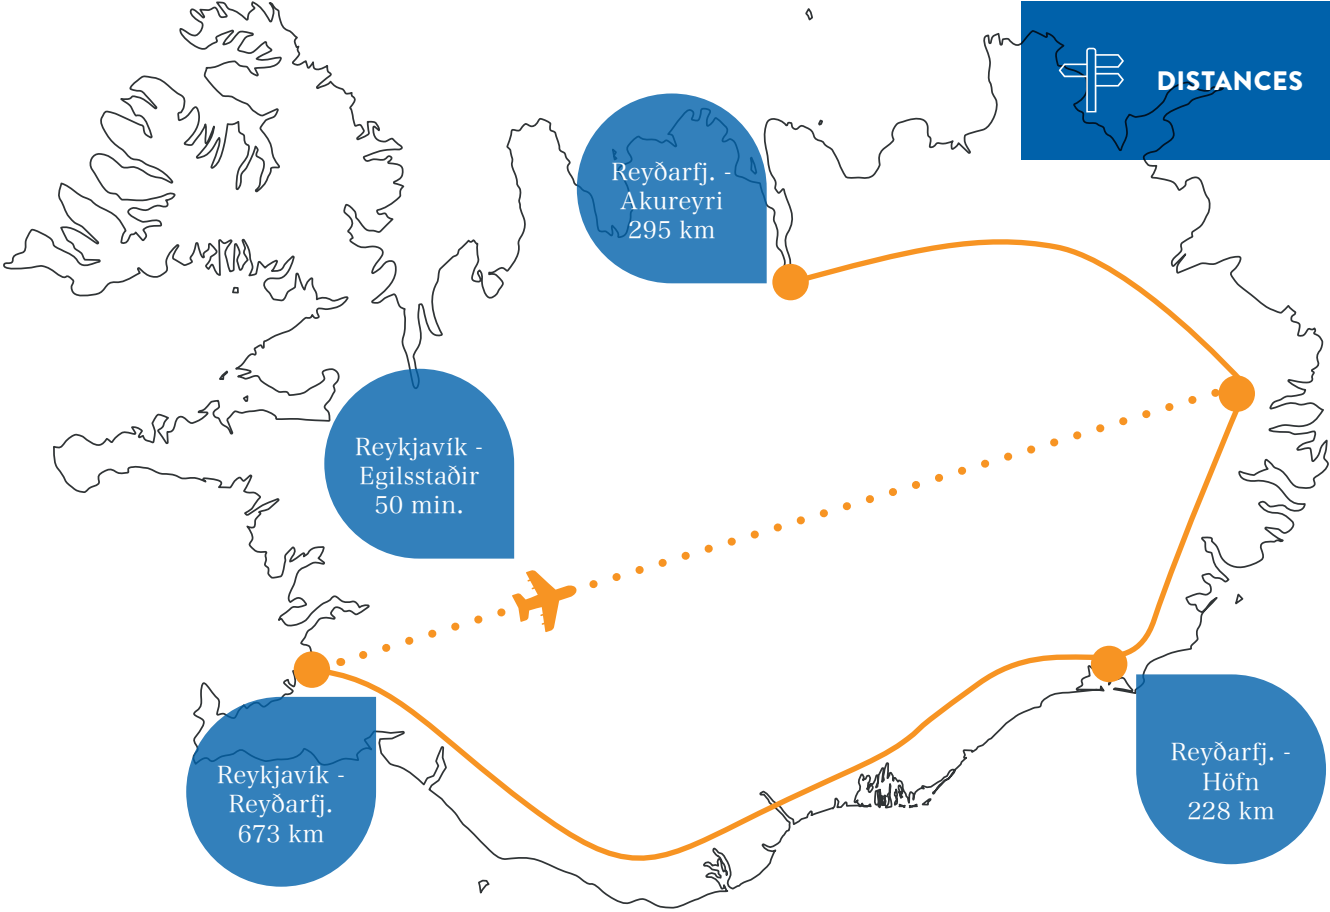 DISTANCES
Reyðarfj. -
Akureyri
295 km
Reykjavík -
Egilsstaðir
50 min.
Reykjavík -
Reyðarfj.
673 km
Reyðarfj. -
Höfn
228 km